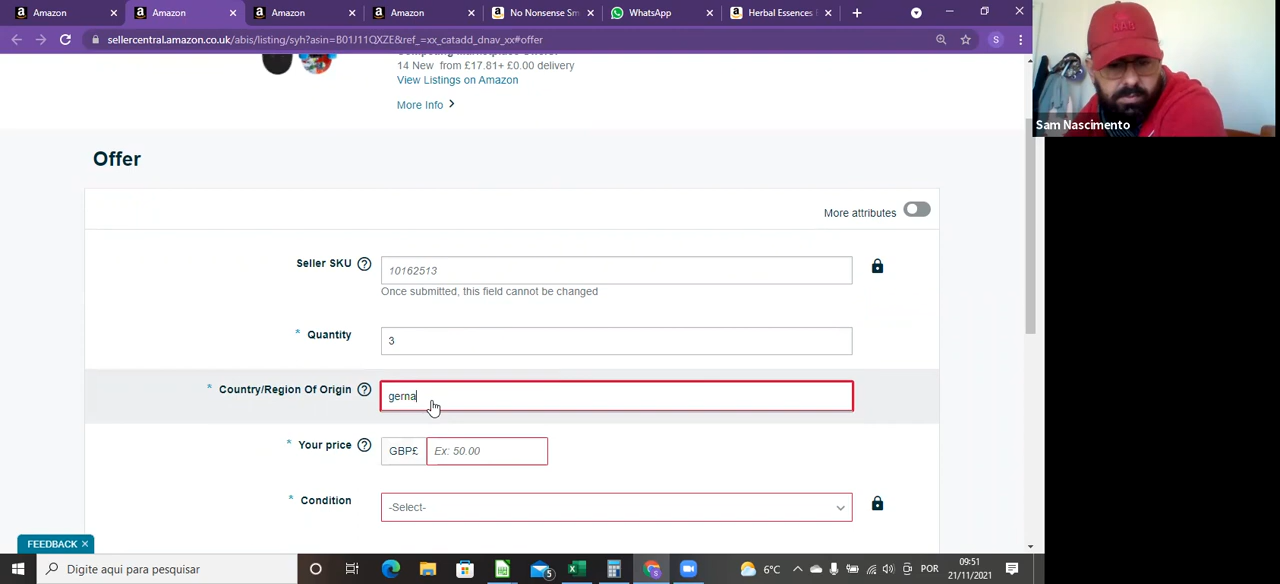 Amazon
Amazon
Amazon
Amazon
No Nonsense Sm
WhatsApp
Herbal Essences
S
sellercentral.amazon.co.uk/abis/listing/syh?asin=B01J11QXZE&ref_=xx_catadd_dnav_xx#offer
14 New from £17.81+ £0.00 delivery
View Listings on Amazon
More Info
Sam Nascimento
Offer
More attributes
Seller SKU
10162513
Once submitted, this field cannot be changed
* Quantity
3
* Country/Region Of Origin
gerna
* Your price
GBP£
Ex: 50.00
* Condition
-Select-
FEEDBACK
Digite aqui para pesquisar
5
6°C
POR
09:51
21/11/2021